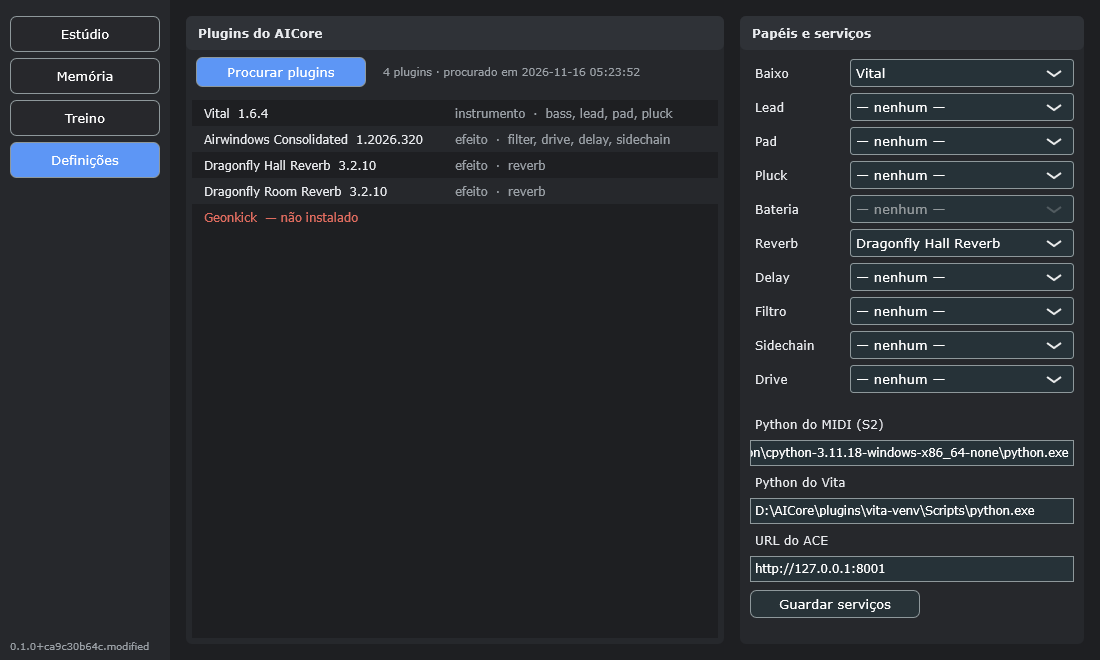 Estúdio
Memória
Treino
Definições
0.1.0+ca9c30b64c.modified
Plugins do AICore
Procurar plugins
4 plugins · procurado em 2026-11-16 05:23:52
Vital 1.6.4 instrumento · bass, lead, pad, pluck
Airwindows Consolidated 1.2026.320 efeito · filter, drive, delay, sidechain
Dragonfly Hall Reverb 3.2.10 efeito · reverb
Dragonfly Room Reverb 3.2.10 efeito · reverb
Geonkick — não instalado
Papéis e serviços
Baixo Vital
Lead — nenhum —
Pad — nenhum —
Pluck — nenhum —
Bateria — nenhum —
Reverb Dragonfly Hall Reverb
Delay — nenhum —
Filtro — nenhum —
Sidechain — nenhum —
Drive — nenhum —
Python do MIDI (S2)
n\cpython-3.11.18-windows-x86_64-none\python.exe
Python do Vita
D:\AICore\plugins\vita-venv\Scripts\python.exe
URL do ACE
http://127.0.0.1:8001
Guardar serviços